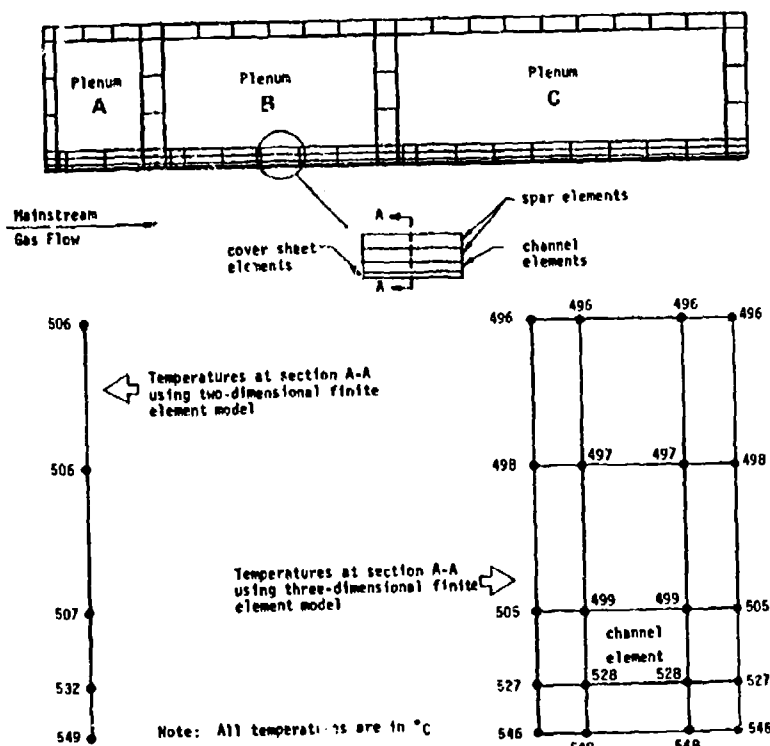 Plenum
A
Plenum
B
Plenum
C
Mainstream
Gas Flow
A
spar elements
cover sheet
elements
channel
elements
A
506
Temperatures at section A-A
using two-dimensional finite
element model
506
507
532
549
Note: All temperatures are in °C
496
496
496
496
498
497
497
498
Temperatures at section A-A
using three-dimensional finite
element model
505
499
499
505
channel
element
527
528
528
527
546
548
546